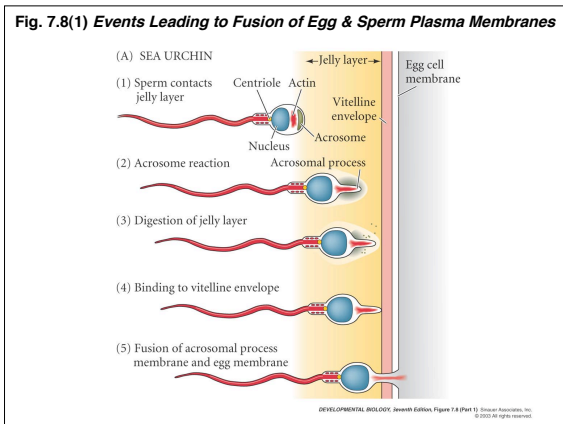 Fig. 7.8(1) Events Leading to Fusion of Egg & Sperm Plasma Membranes
(A) SEA URCHIN
Jelly layer
Egg cell
membrane
(1) Sperm contacts
jelly layer
Centriole Actin
Vitelline
envelope
Acrosome
Nucleus
(2) Acrosome reaction
Acrosomal process
(3) Digestion of jelly layer
(4) Binding to vitelline envelope
(5) Fusion of acrosomal process
membrane and egg membrane
DEVELOPMENTAL BIOLOGY, Seventh Edition, Figure 7.8 (Part 1) Sinauer Associates, Inc.
© 2003 All rights reserved.